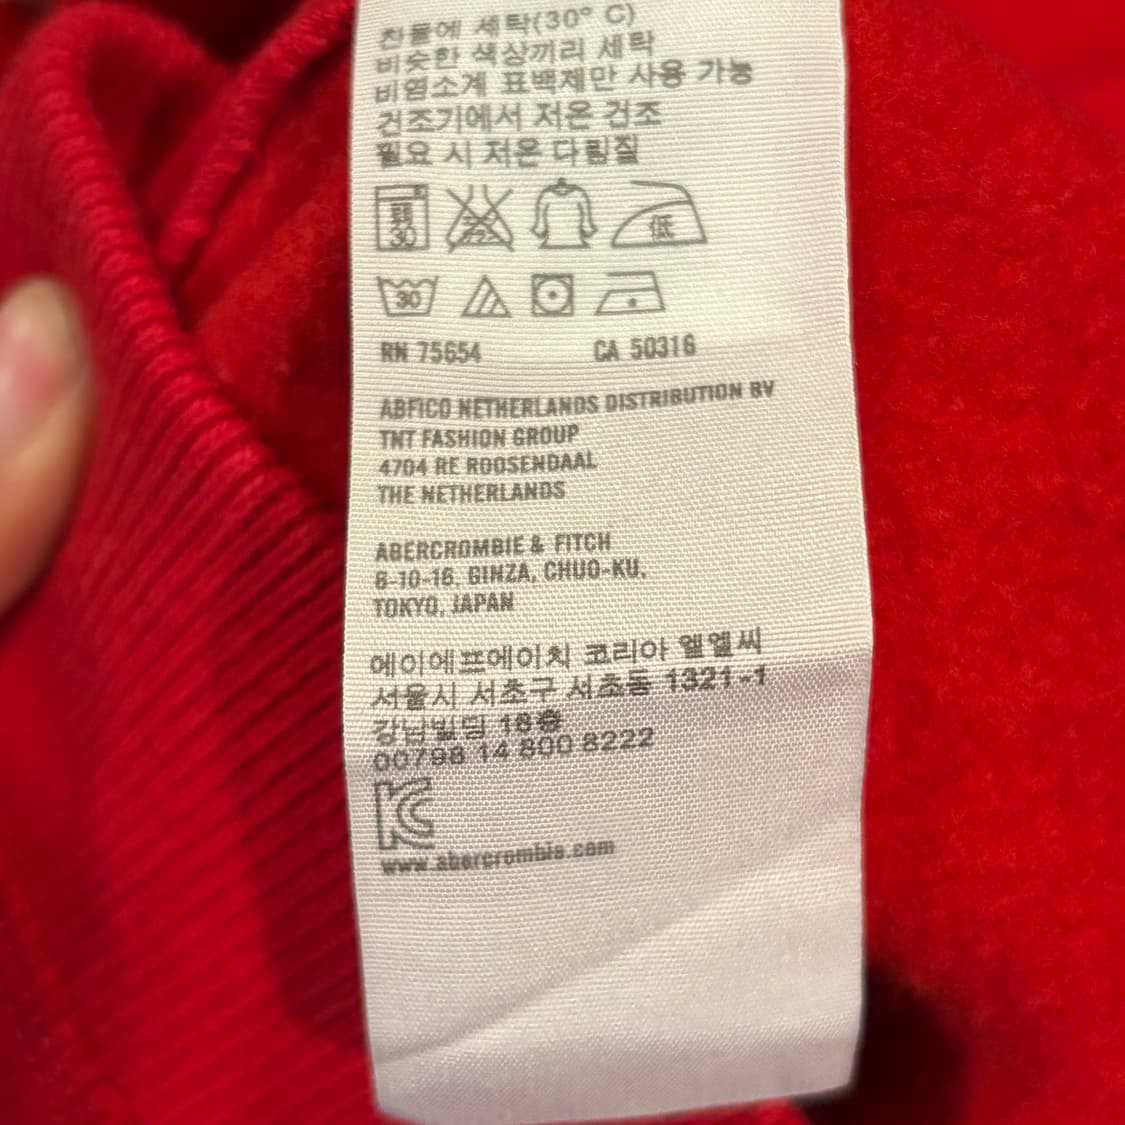 찬물에 세탁(30° C)
비슷한 색상끼리 세탁
비염소계 표백제만 사용 가능
건조기에서 저온 건조
필요 시 저온 다림질
30 低
30
RN 75654 CA 50316
ABFICO NETHERLANDS DISTRIBUTION BV
TNT FASHION GROUP
4704 RE ROOSENDAAL
THE NETHERLANDS
ABERCROMBIE & FITCH
6-10-16, GINZA, CHUO-KU,
TOKYO, JAPAN
에이에프에이치 코리아 엘엘씨
서울시 서초구 서초동 1321-1
강남빌딩 16층
00798 14 800 8222
KC
www.abercrombie.com